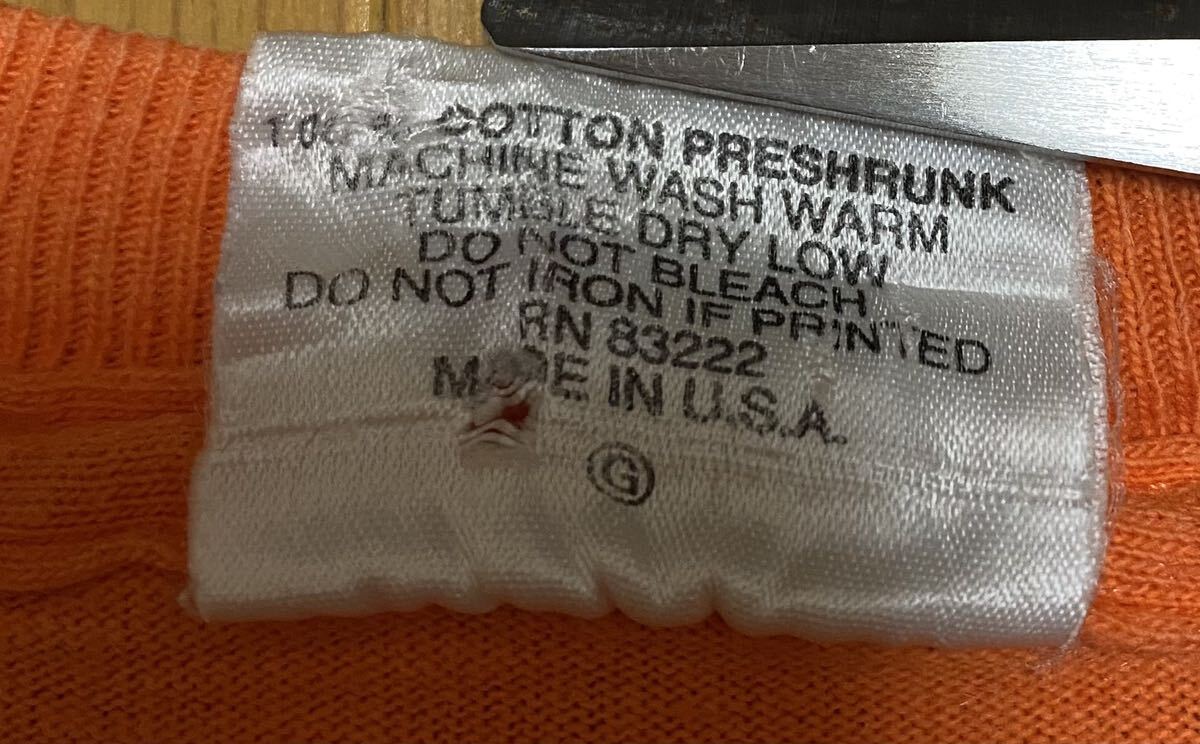 100% COTTON PRESHRUNK
MACHINE WASH WARM
TUMBLE DRY LOW
DO NOT BLEACH
DO NOT IRON IF PRINTED
RN 83222
MADE IN U.S.A.
G